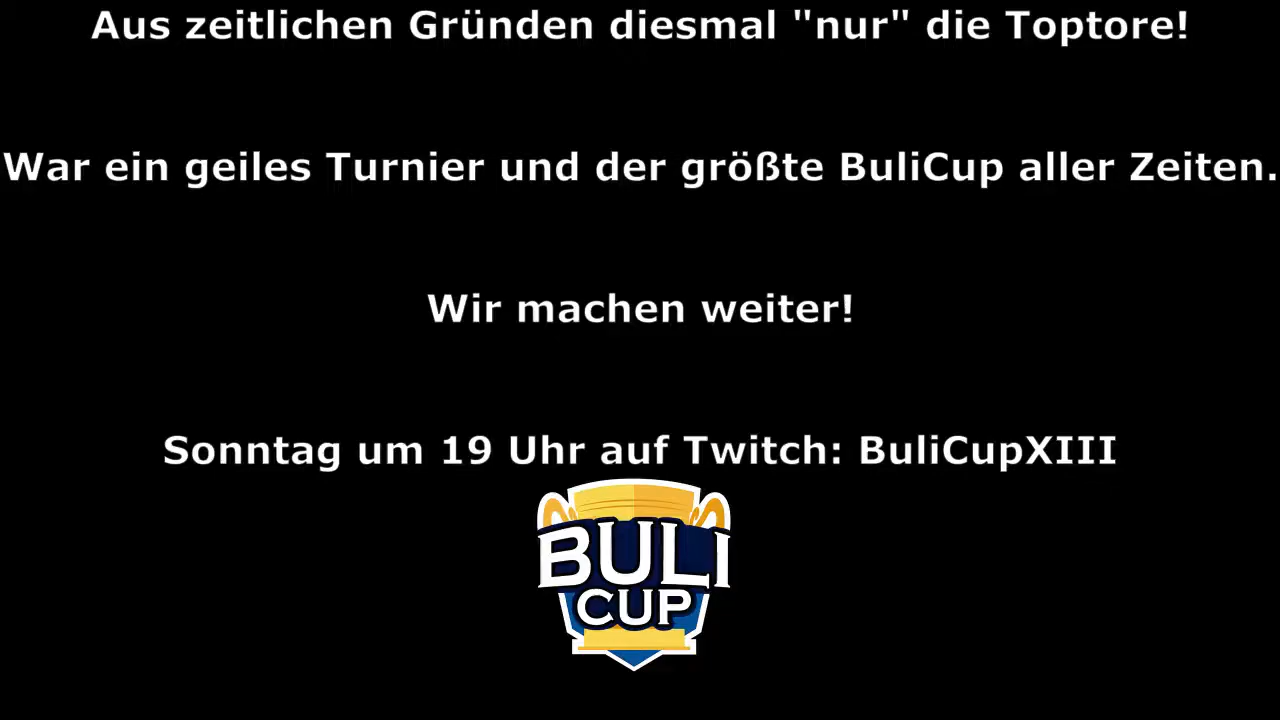 Aus zeitlichen Gründen diesmal "nur" die Toptore!
War ein geiles Turnier und der größte BuliCup aller Zeiten.
Wir machen weiter!
Sonntag um 19 Uhr auf Twitch: BuliCupXIII
BULI
CUP